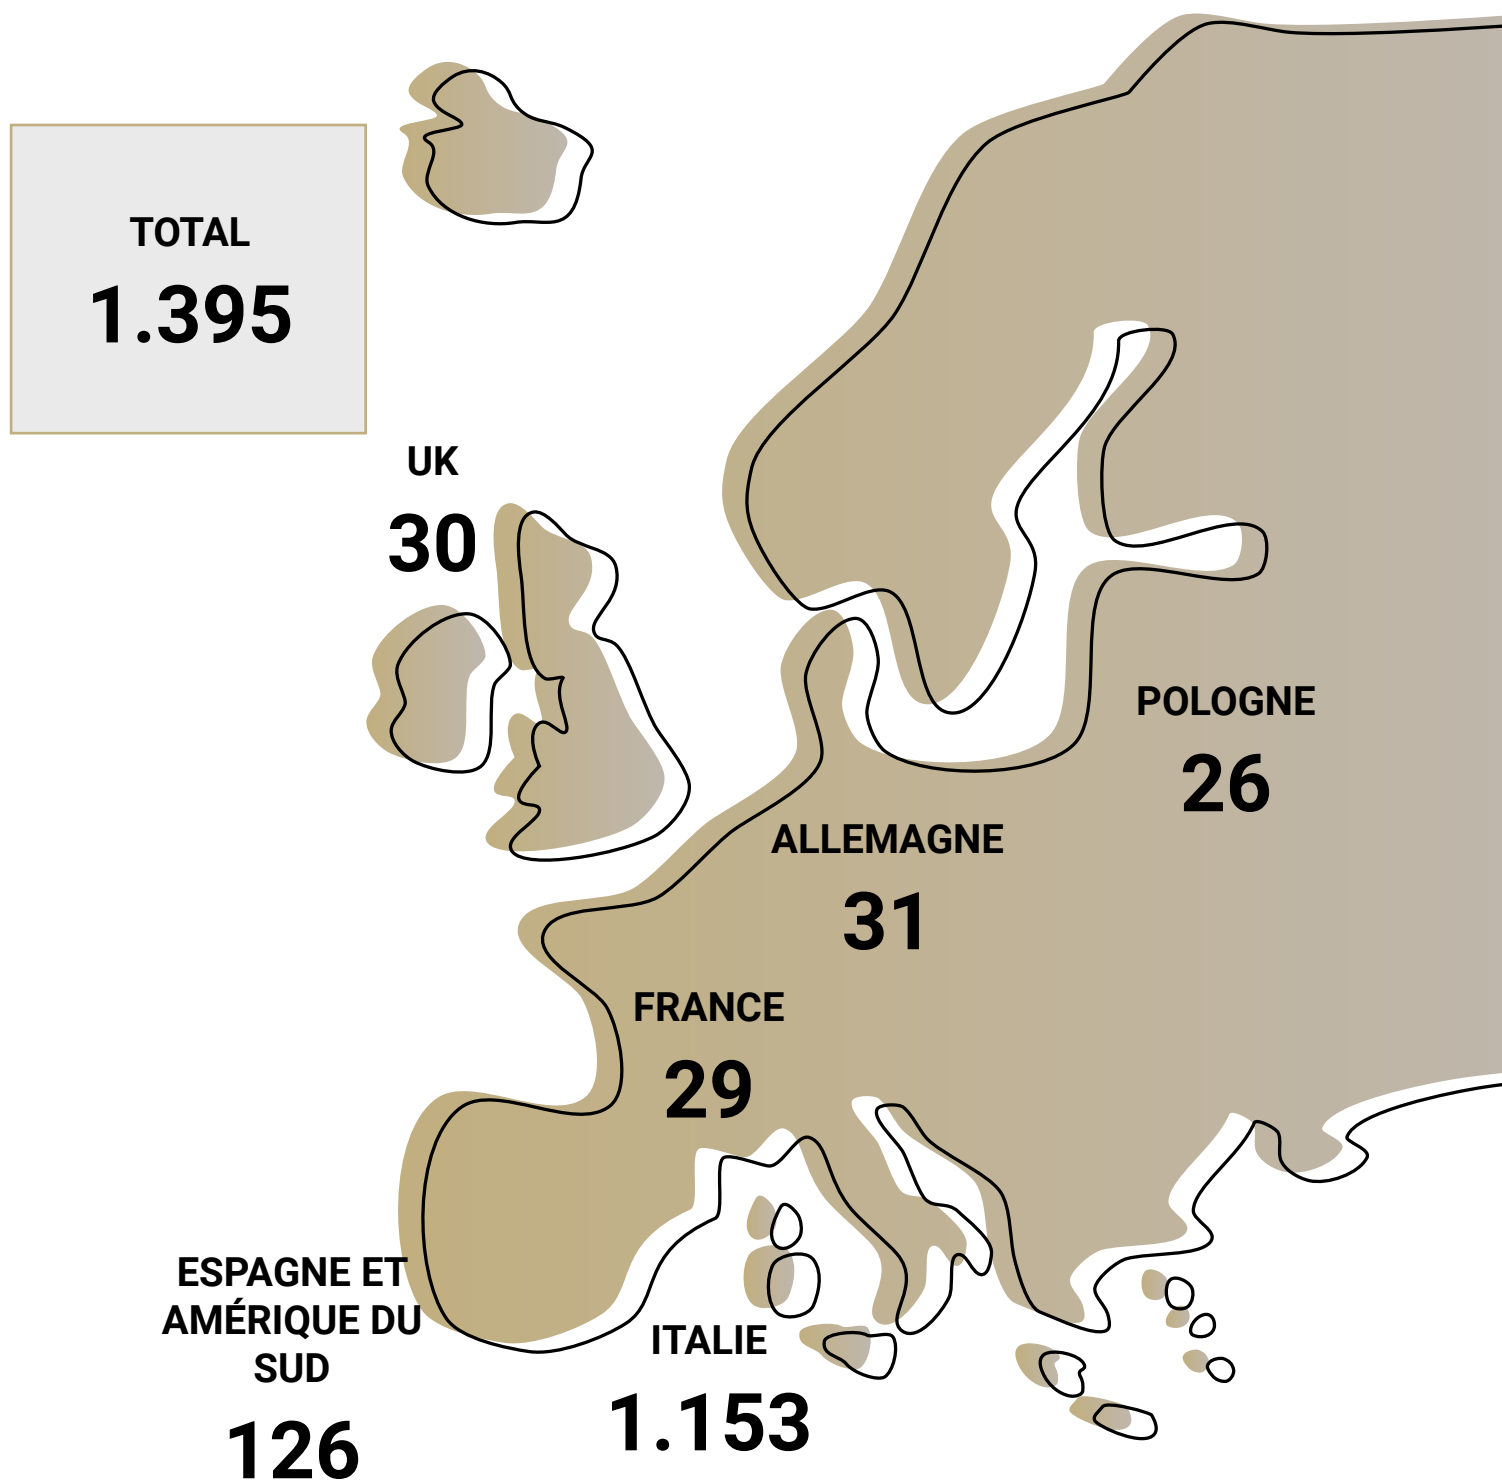 TOTAL
1.395
UK
30
POLOGNE
26
ALLEMAGNE
31
FRANCE
29
ESPAGNE ET
AMÉRIQUE DU
SUD
126
ITALIE
1.153